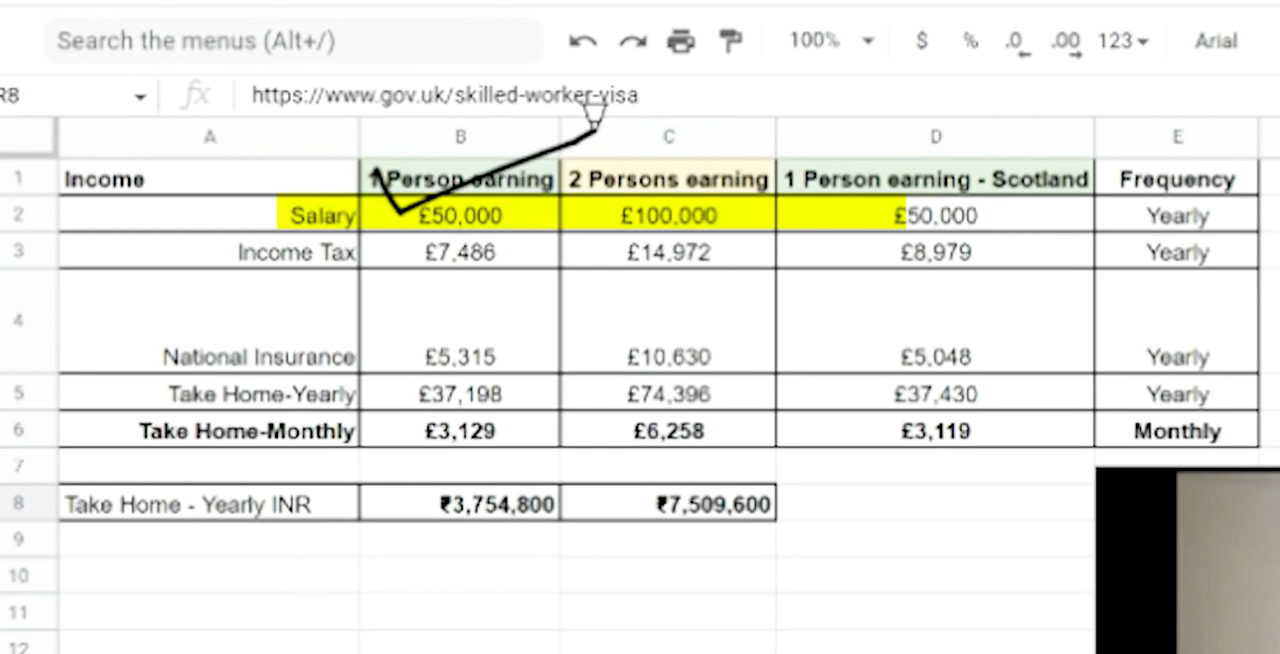 Search the menus (Alt+/) 100% $ % .0 .00 123 Arial
R8 fx https://www.gov.uk/skilled-worker-visa
A B C D E
1 Income 1 Person earning 2 Persons earning 1 Person earning - Scotland Frequency
2 Salary £50,000 £100,000 £50,000 Yearly
3 Income Tax £7,486 £14,972 £8,979 Yearly
4 National Insurance £5,315 £10,630 £5,048 Yearly
5 Take Home-Yearly £37,198 £74,396 £37,430 Yearly
6 Take Home-Monthly £3,129 £6,258 £3,119 Monthly
7
8 Take Home - Yearly INR ₹3,754,800 ₹7,509,600
9
10
11
12